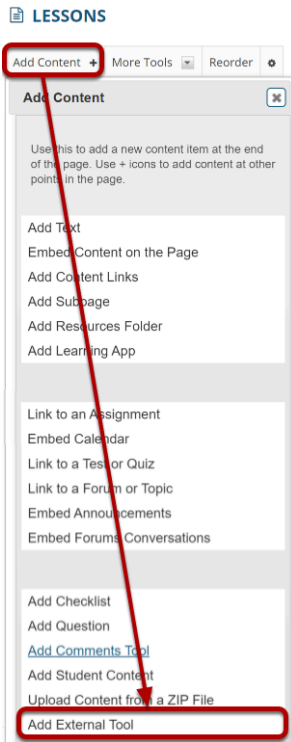 LESSONS
Add Content + More Tools Reorder
Add Content
Use this to add a new content item at the end
of the page. Use + icons to add content at other
points in the page.
Add Text
Embed Content on the Page
Add Content Links
Add Subpage
Add Resources Folder
Add Learning App
Link to an Assignment
Embed Calendar
Link to a Test or Quiz
Link to a Forum or Topic
Embed Announcements
Embed Forums Conversations
Add Checklist
Add Question
Add Comments Tool
Add Student Content
Upload Content from a ZIP File
Add External Tool